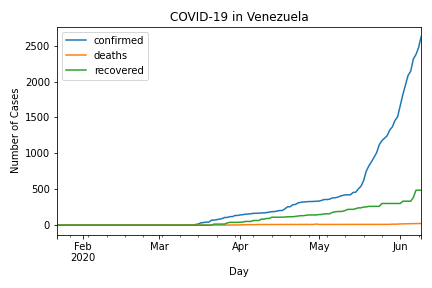 COVID-19 in Venezuela
confirmed
deaths
recovered
Number of Cases
2500
2000
1500
1000
500
0
Feb
2020
Mar
Apr
May
Jun
Day